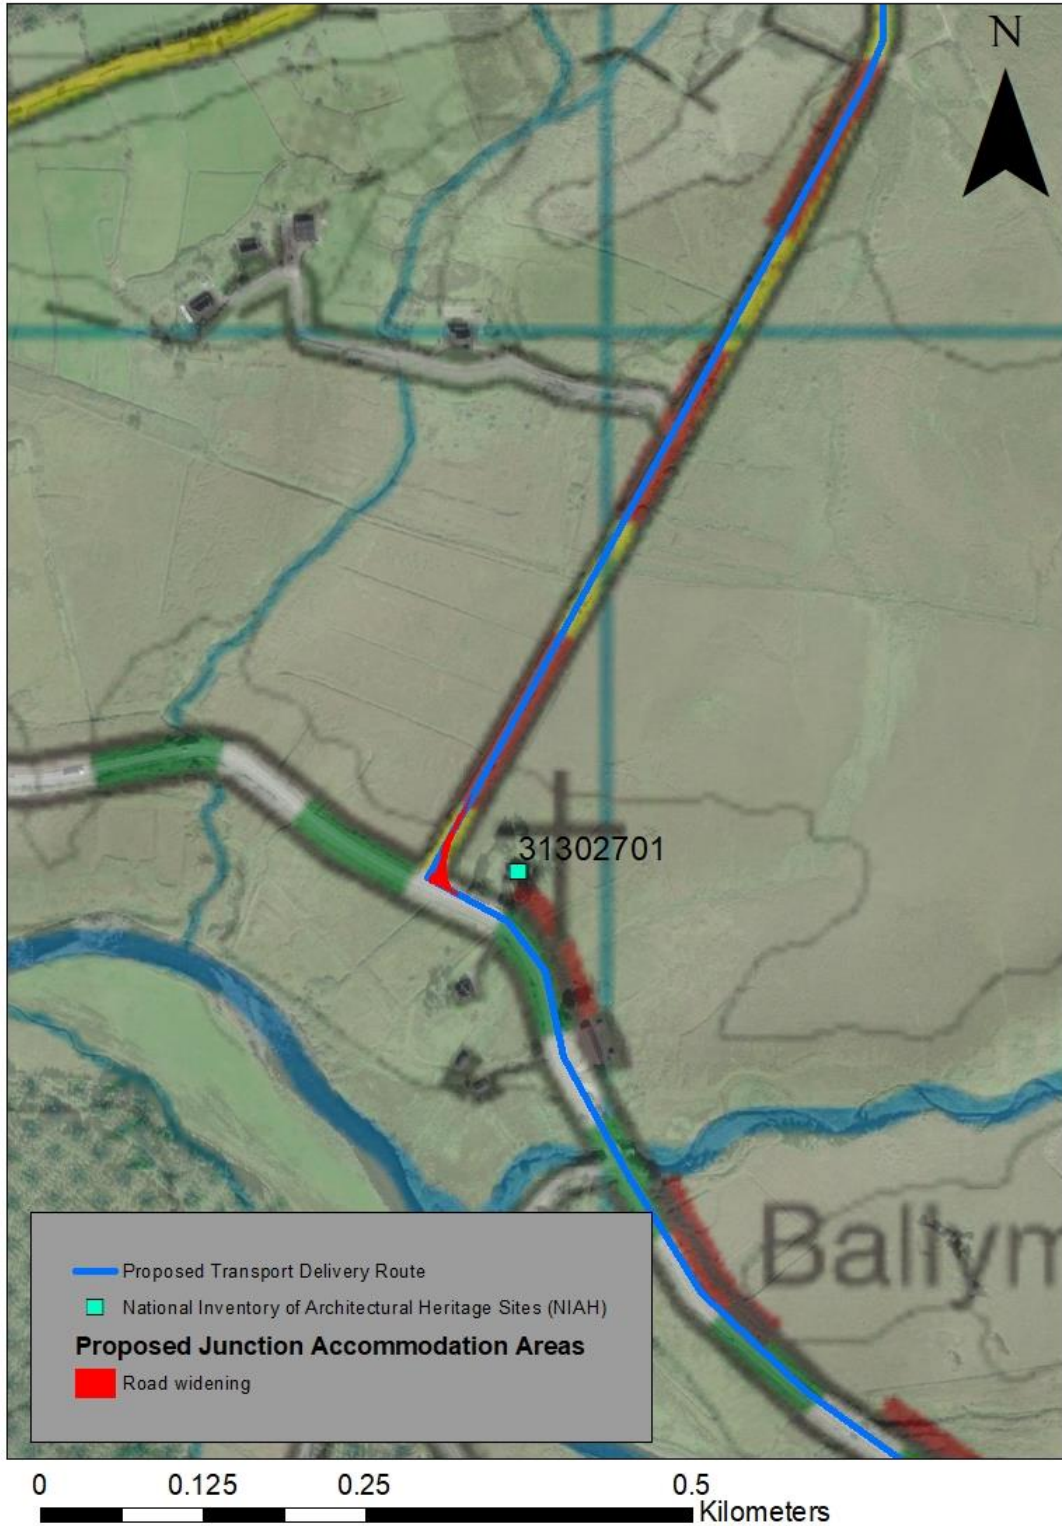 N
31302701
Ballym
Proposed Transport Delivery Route
National Inventory of Architectural Heritage Sites (NIAH)
Proposed Junction Accommodation Areas
Road widening
0 0.125 0.25 0.5
Kilometers